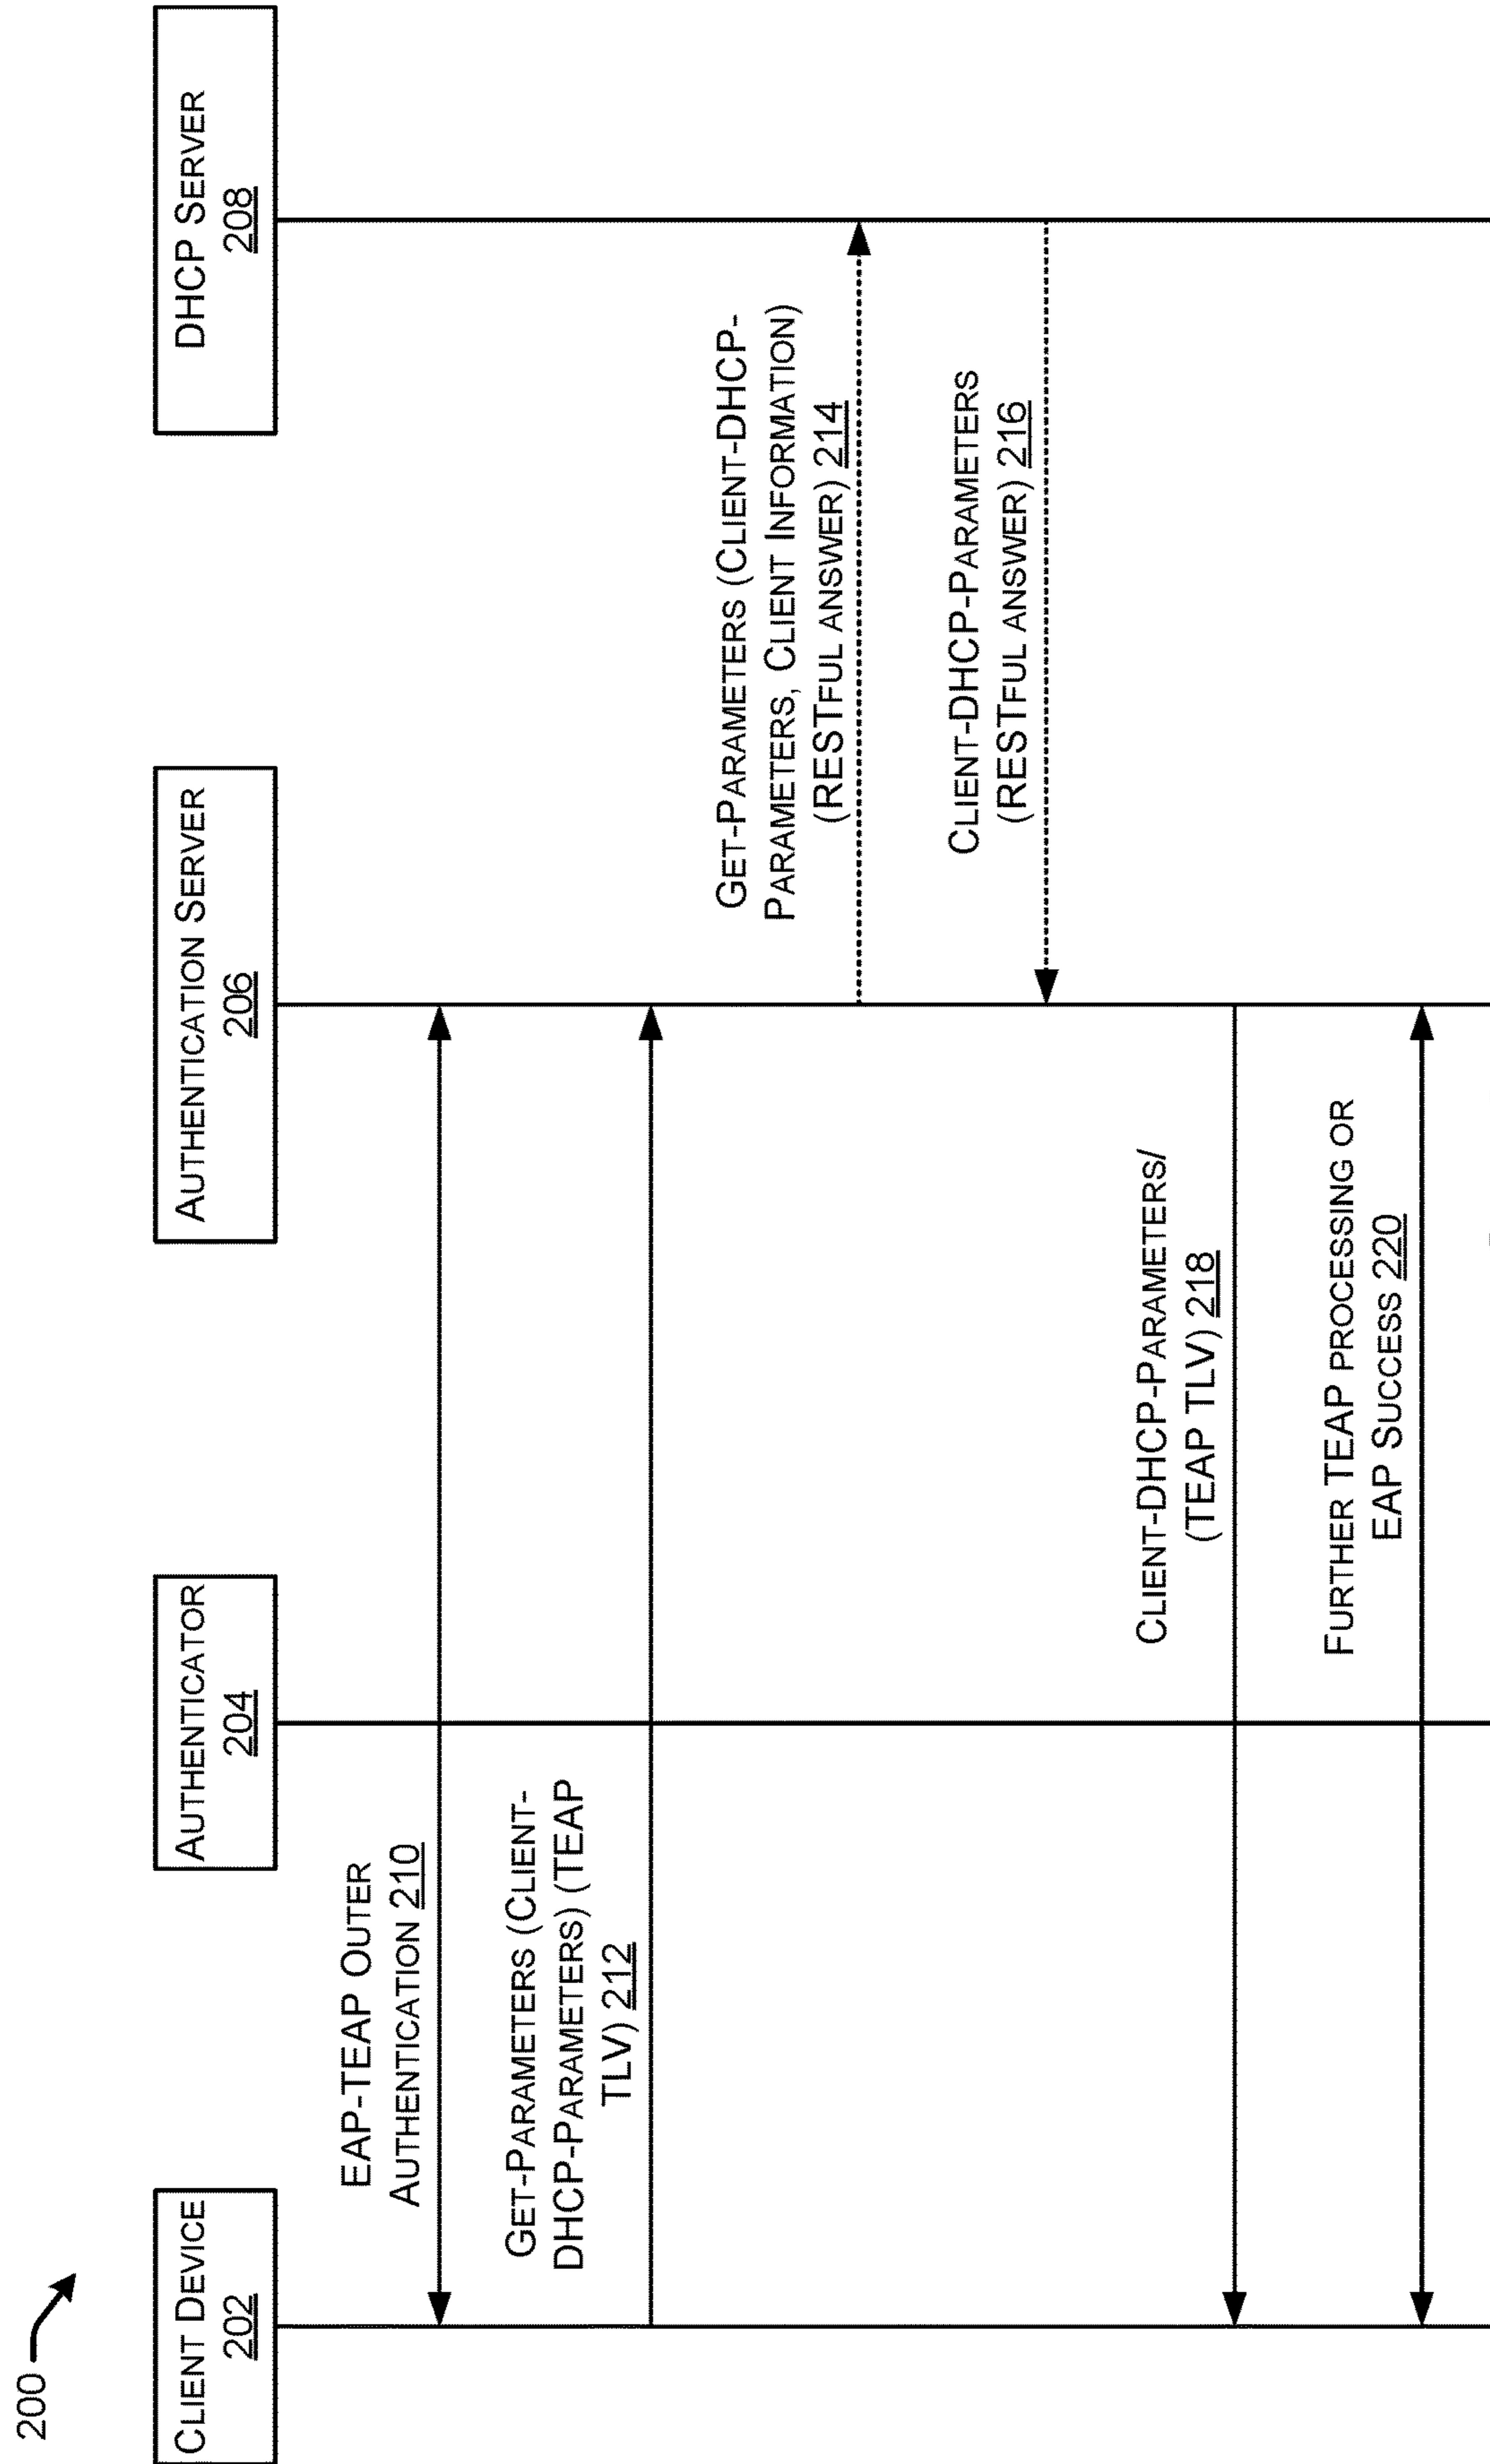 200
CLIENT DEVICE
202
AUTHENTICATOR
204
AUTHENTICATION SERVER
206
DHCP SERVER
208
EAP-TEAP OUTER
AUTHENTICATION 210
GET-PARAMETERS (CLIENT-
DHCP-PARAMETERS) (TEAP
TLV) 212
GET-PARAMETERS (CLIENT-DHCP-
PARAMETERS, CLIENT INFORMATION)
(RESTFUL ANSWER) 214
CLIENT-DHCP-PARAMETERS
(RESTFUL ANSWER) 216
CLIENT-DHCP-PARAMETERS/
(TEAP TLV) 218
FURTHER TEAP PROCESSING OR
EAP SUCCESS 220